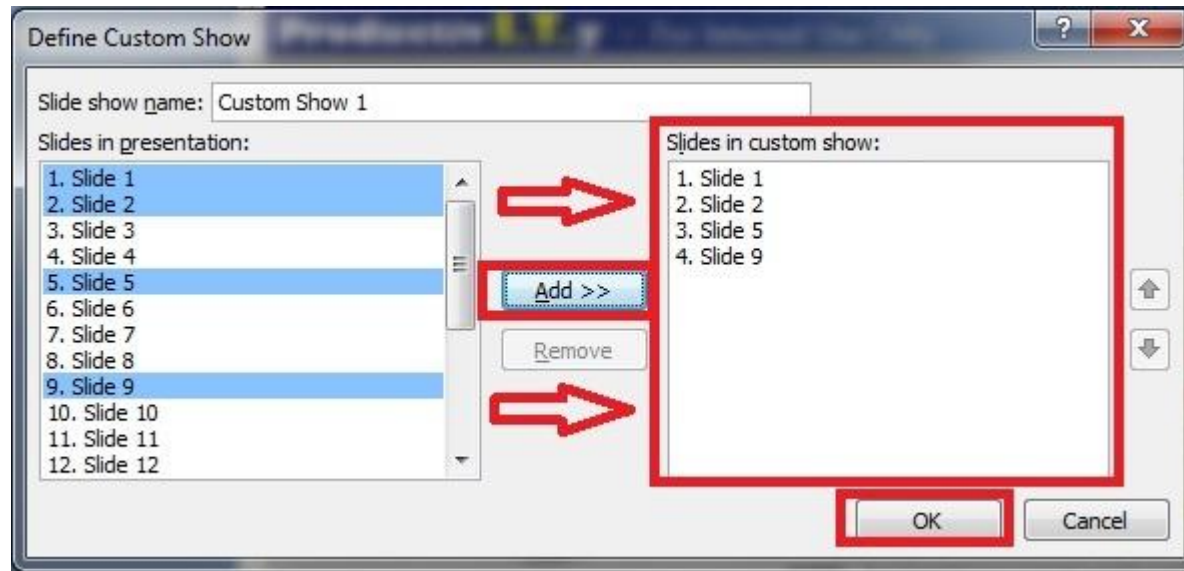 Define Custom Show
?
X
Slide show name: Custom Show 1
Slides in presentation:
1. Slide 1
2. Slide 2
3. Slide 3
4. Slide 4
5. Slide 5
6. Slide 6
7. Slide 7
8. Slide 8
9. Slide 9
10. Slide 10
11. Slide 11
12. Slide 12
Add >>
Remove
Slides in custom show:
1. Slide 1
2. Slide 2
3. Slide 5
4. Slide 9
OK
Cancel